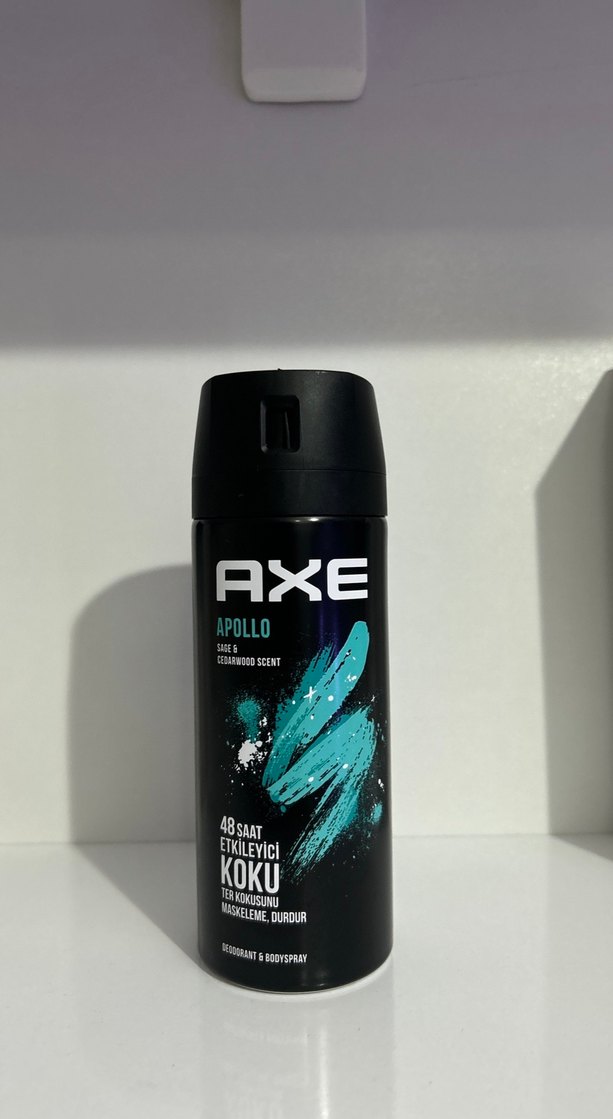 AXE
APOLLO
SAGE &
CEDARWOOD SCENT
48 SAAT
ETKİLEYİCİ
KOKU
TER KOKUSUNU
MASKELEME, DURDUR
DEODORANT & BODYSPRAY